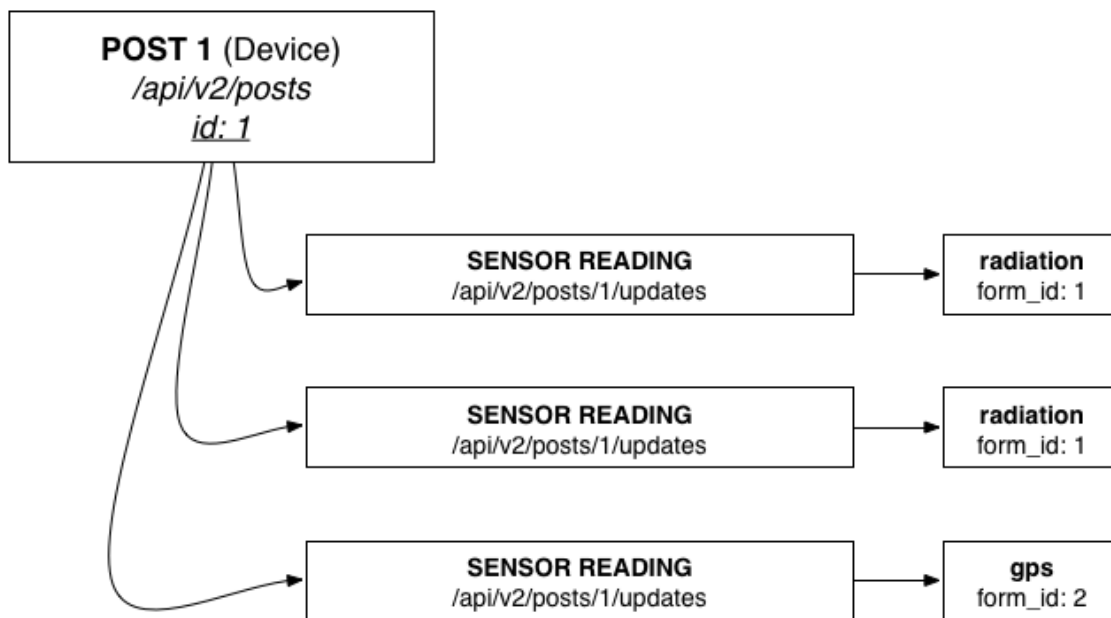 POST 1 (Device)
/api/v2/posts
id: 1
SENSOR READING
/api/v2/posts/1/updates
radiation
form_id: 1
SENSOR READING
/api/v2/posts/1/updates
radiation
form_id: 1
SENSOR READING
/api/v2/posts/1/updates
gps
form_id: 2